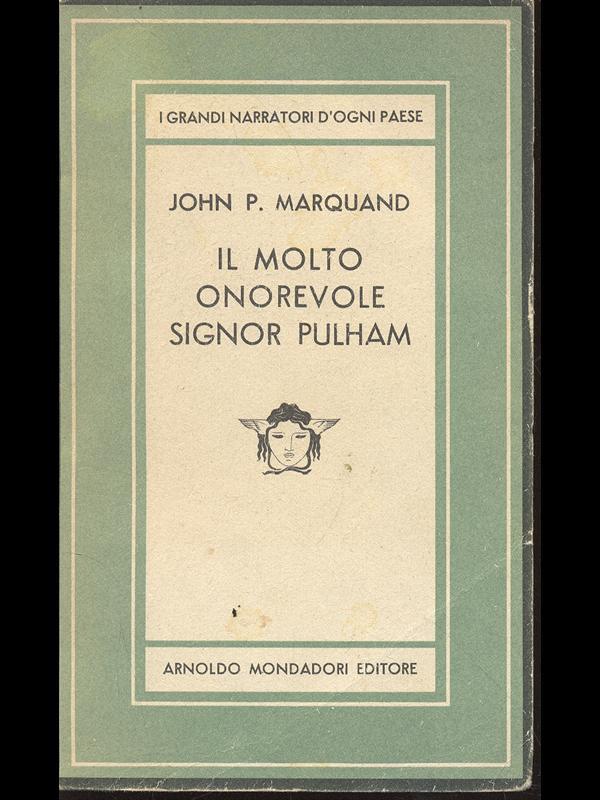 I GRANDI NARRATORI D'OGNI PAESE
JOHN P. MARQUAND
IL MOLTO
ONOREVOLE
SIGNOR PULHAM
ARNOLDO MONDADORI EDITORE